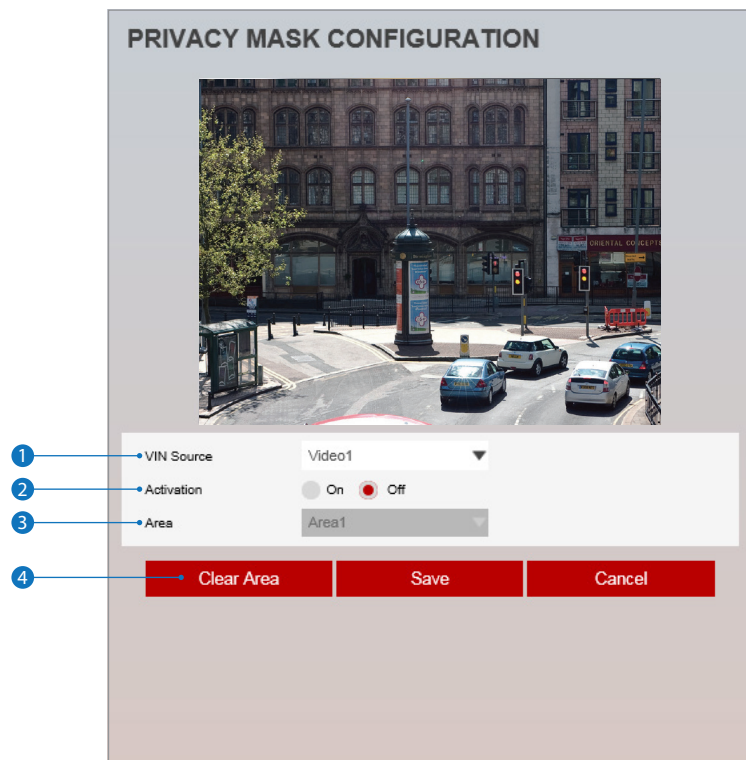 PRIVACY MASK CONFIGURATION
ORIENTAL CONCEPT
1 VIN Source Video1
2 Activation On Off
3 Area Area1
4 Clear Area Save Cancel